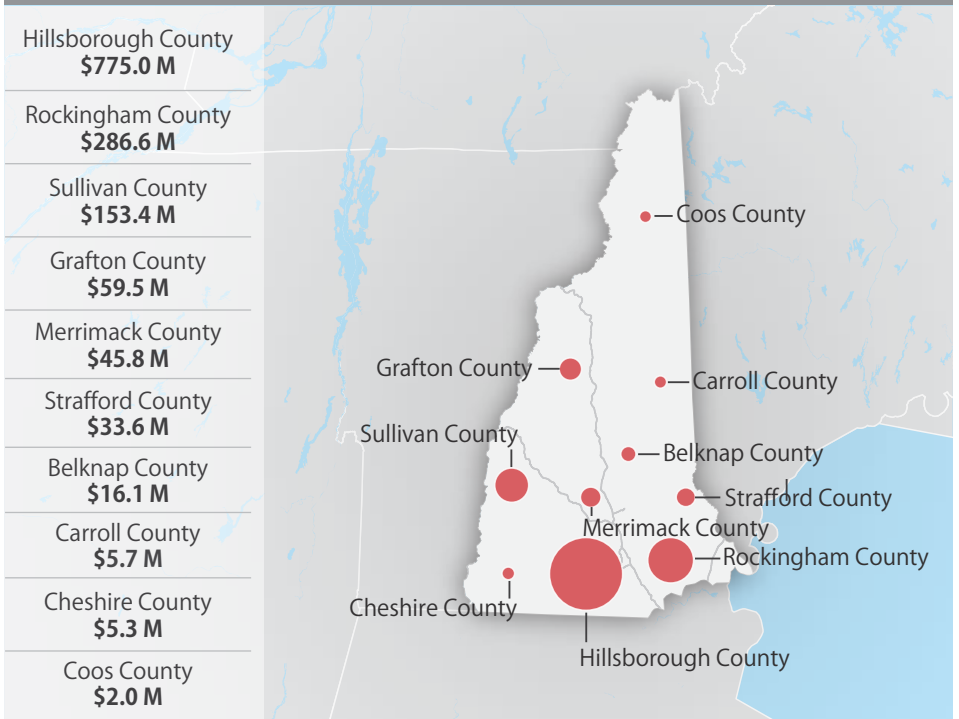 Hillsborough County
$775.0 M
Rockingham County
$286.6 M
Sullivan County
$153.4 M
Grafton County
$59.5 M
Merrimack County
$45.8 M
Strafford County
$33.6 M
Belknap County
$16.1 M
Carroll County
$5.7 M
Cheshire County
$5.3 M
Coos County
$2.0 M
Coos County
Grafton County
Carroll County
Sullivan County
Belknap County
Strafford County
Merrimack County
Rockingham County
Cheshire County
Hillsborough County